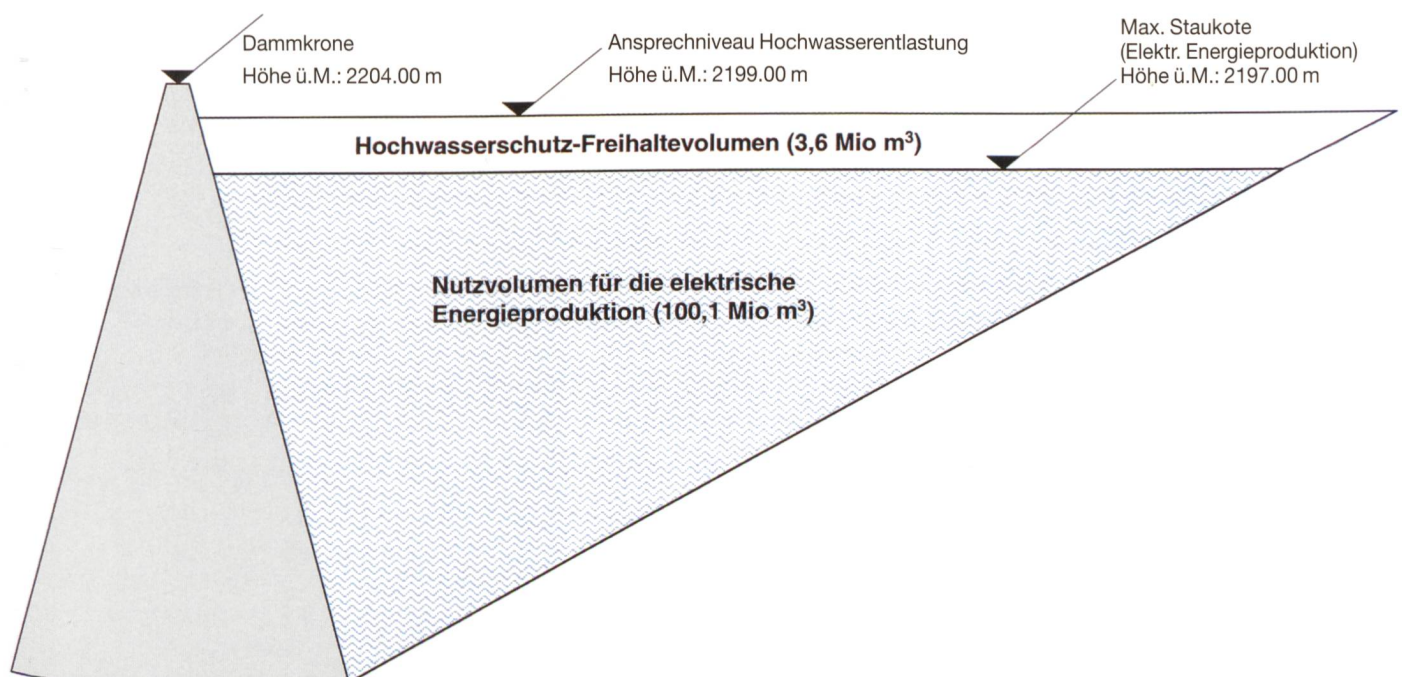 Dammkrone
Höhe ü.M.: 2204.00 m
Ansprechniveau Hochwasserentlastung
Höhe ü.M.: 2199.00 m
Max. Staukote
(Elektr. Energieproduktion)
Höhe ü.M.: 2197.00 m
Hochwasserschutz-Freihaltevolumen (3,6 Mio m³)
Nutzvolumen für die elektrische
Energieproduktion (100,1 Mio m³)